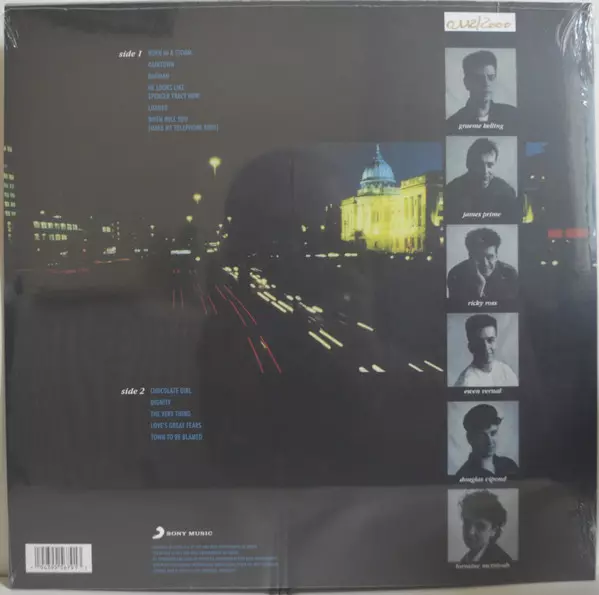 0112/2000
side 1
BORN IN A STORM
RAINTOWN
RAGMAN
HE LOOKS LIKE
SPENCER TRACY NOW
LOADED
WHEN WILL YOU
(MAKE MY TELEPHONE RING)
graeme kelling
james prime
ricky ross
ewen vernal
side 2
CHOCOLATE GIRL
DIGNITY
THE VERY THING
LOVE'S GREAT FEARS
TOWN TO BE BLAMED
douglas vipond
lorraine mcintosh
SONY MUSIC